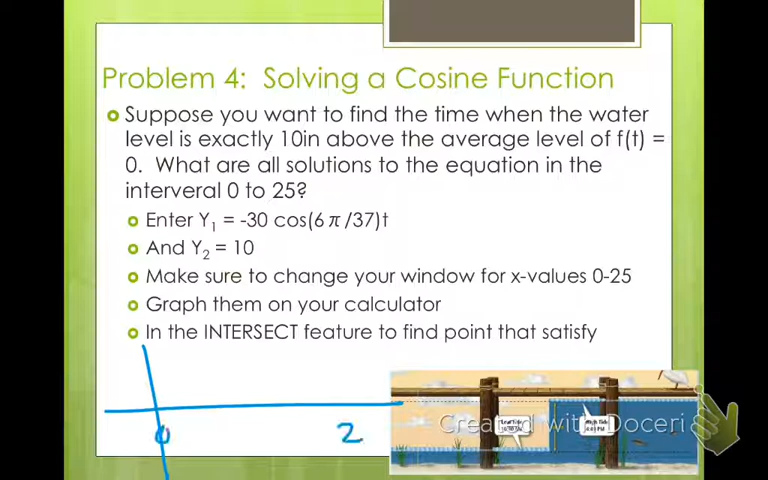 Problem 4: Solving a Cosine Function
Suppose you want to find the time when the water
level is exactly 10in above the average level of f(t) =
0. What are all solutions to the equation in the
interveral 0 to 25?
Enter Y₁ = -30 cos(6π/37)t
And Y₂ = 10
Make sure to change your window for x-values 0-25
Graph them on your calculator
In the INTERSECT feature to find point that satisfy
Created with Doceri
Low Tide
High Tide
0
2